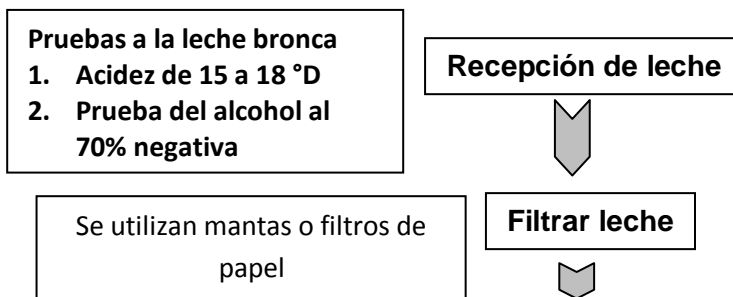 Pruebas a la leche bronca
1. Acidez de 15 a 18 °D
2. Prueba del alcohol al
70% negativa
Recepción de leche
Se utilizan mantas o filtros de
papel
Filtrar leche